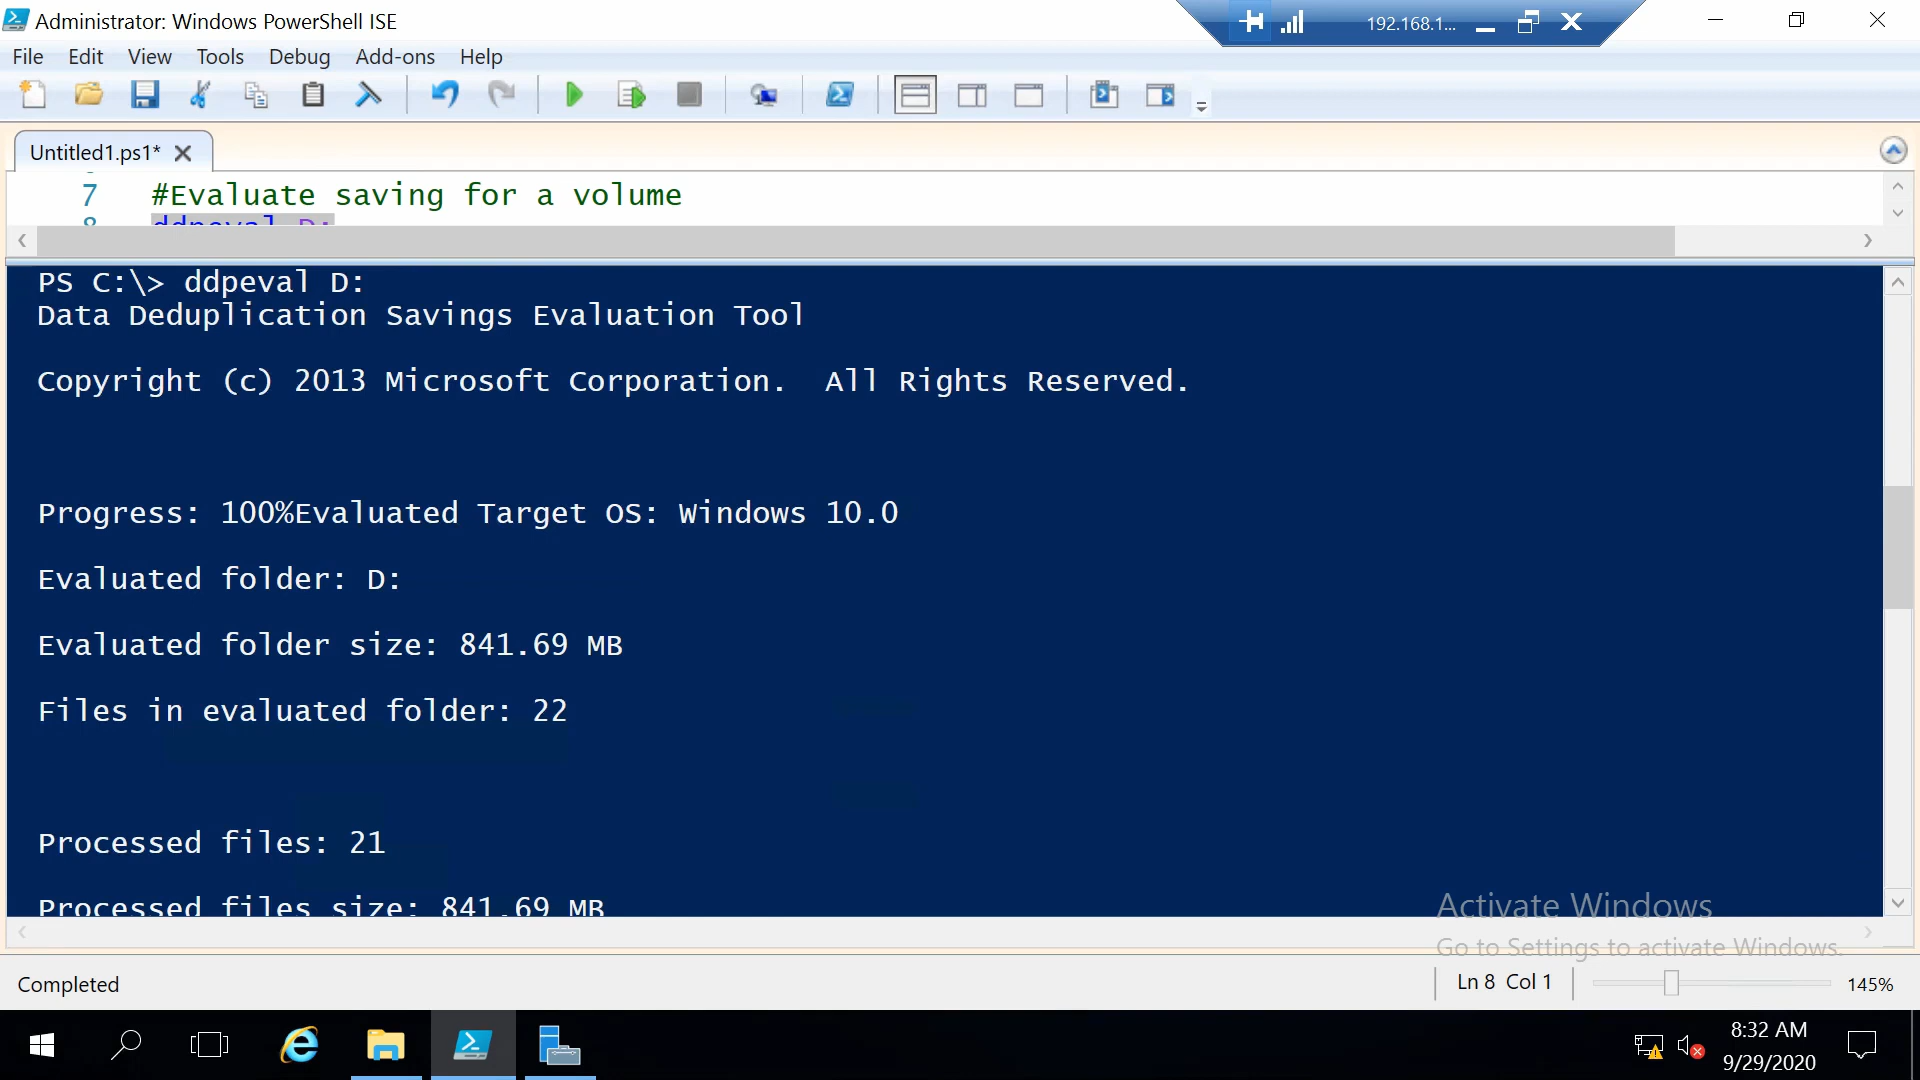 Administrator: Windows PowerShell ISE
192.168.1...
File Edit View Tools Debug Add-ons Help
Untitled1.ps1*
7 #Evaluate saving for a volume
8 ddpeval D:
PS C:\> ddpeval D:
Data Deduplication Savings Evaluation Tool
Copyright (c) 2013 Microsoft Corporation.  All Rights Reserved.
Progress: 100%Evaluated Target OS: Windows 10.0
Evaluated folder: D:
Evaluated folder size: 841.69 MB
Files in evaluated folder: 22
Processed files: 21
Processed files size: 841.69 MB
Activate Windows
Go to Settings to activate Windows.
Completed
Ln 8 Col 1
145%
8:32 AM
9/29/2020